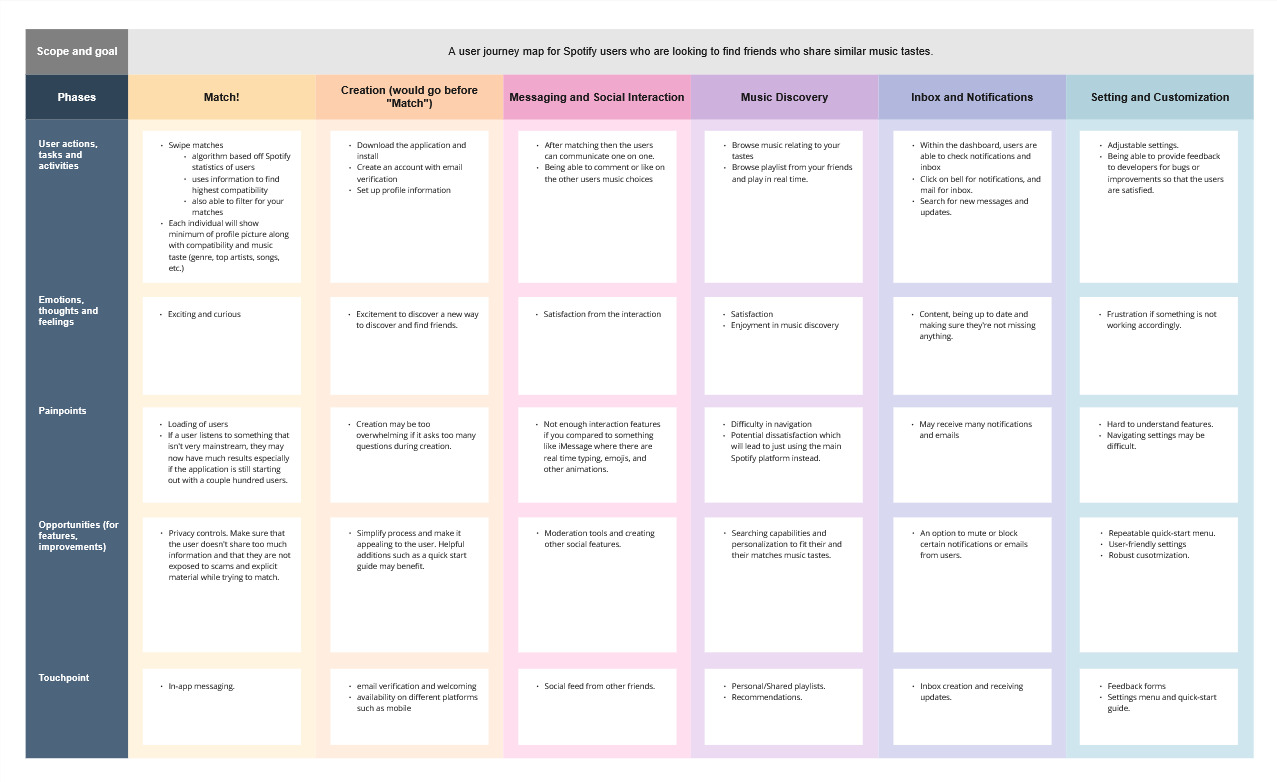 Scope and goal
A user journey map for Spotify users who are looking to find friends who share similar music tastes.
Phases
Match!
Creation (would go before
"Match")
Messaging and Social Interaction
Music Discovery
Inbox and Notifications
Setting and Customization
User actions,
tasks and
activities
• Swipe matches
• algorithm based off Spotify
statistics of users
• uses information to find
highest compatibility
• also able to filter for your
matches
• Each individual will show
minimum of profile picture along
with compatibility and music
taste (genre, top artists, songs,
etc.)
• Download the application and
install
• Create an account with email
verification
• Set up profile information
• After matching then the users
can communicate one on one.
• Being able to comment or like on
the other users music choices
• Browse music relating to your
tastes
• Browse playlist from your friends
and play in real time.
• Within the dashboard, users are
able to check notifications and
inbox
• Click on bell for notifications, and
mail for inbox.
• Search for new messages and
updates.
• Adjustable settings.
• Being able to provide feedback
to developers for bugs or
improvements so that the users
are satisfied.
Emotions,
thoughts and
feelings
• Exciting and curious
• Excitement to discover a new way
to discover and find friends.
• Satisfaction from the interaction
• Satisfaction
• Enjoyment in music discovery
• Content, being up to date and
making sure they're not missing
anything.
• Frustration if something is not
working accordingly.
Painpoints
• Loading of users
• If a user listens to something that
isn't very mainstream, they may
now have much results especially
if the application is still starting
out with a couple hundred users.
• Creation may be too
overwhelming if it asks too many
questions during creation.
• Not enough interaction features
if you compared to something
like iMessage where there are
real time typing, emojis, and
other animations.
• Difficulty in navigation
• Potential dissatisfaction which
will lead to just using the main
Spotify platform instead.
• May receive many notifications
and emails
• Hard to understand features.
• Navigating settings may be
difficult.
Opportunities (for
features,
improvements)
• Privacy controls. Make sure that
the user doesn't share too much
information and that they are not
exposed to scams and explicit
material while trying to match.
• Simplify process and make it
appealing to the user. Helpful
additions such as a quick start
guide may benefit.
• Moderation tools and creating
other social features.
• Searching capabilities and
personalization to fit their and
their matches music tastes.
• An option to mute or block
certain notifications or emails
from users.
• Repeatable quick-start menu.
• User-friendly settings
• Robust cusotmization.
Touchpoint
• In-app messaging.
• email verification and welcoming
• availability on different platforms
such as mobile
• Social feed from other friends.
• Personal/Shared playlists.
• Recommendations.
• Inbox creation and receiving
updates.
• Feedback forms
• Settings menu and quick-start
guide.